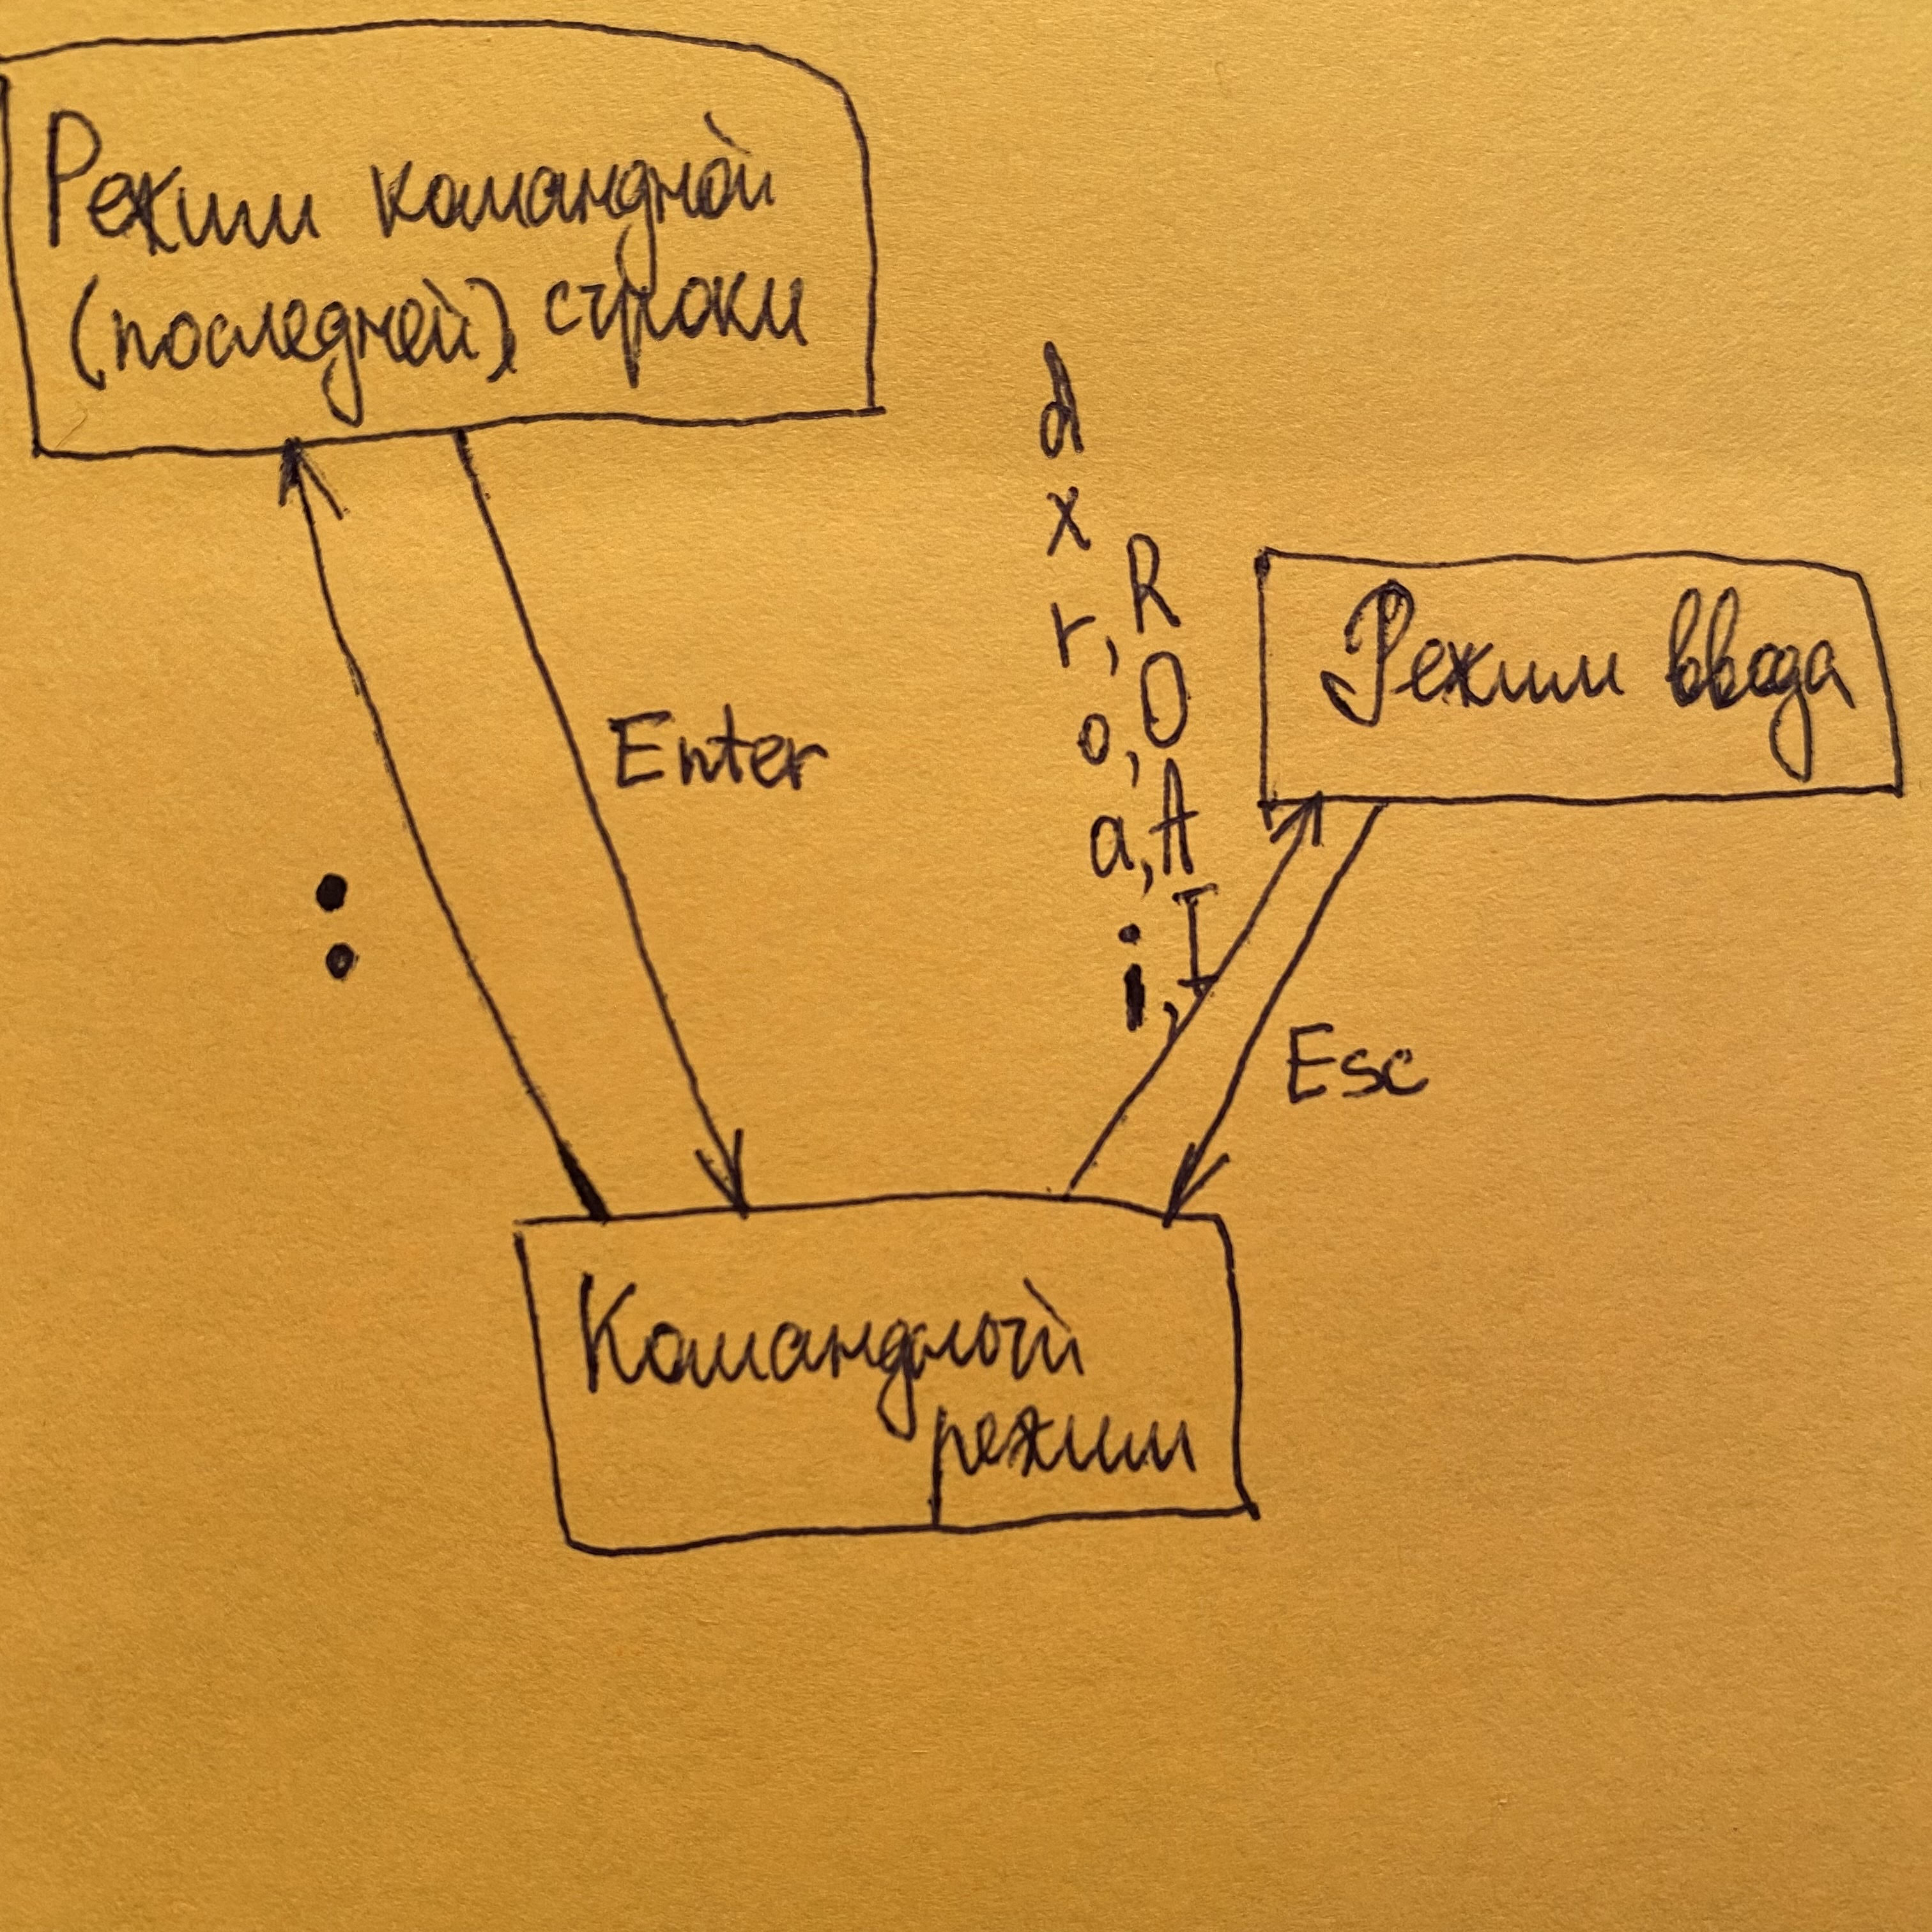 Режим командной
(последней) строки
d
x
r, R
o, O
a, A
i, I
Режим ввода
Enter
:
Esc
Командный
режим